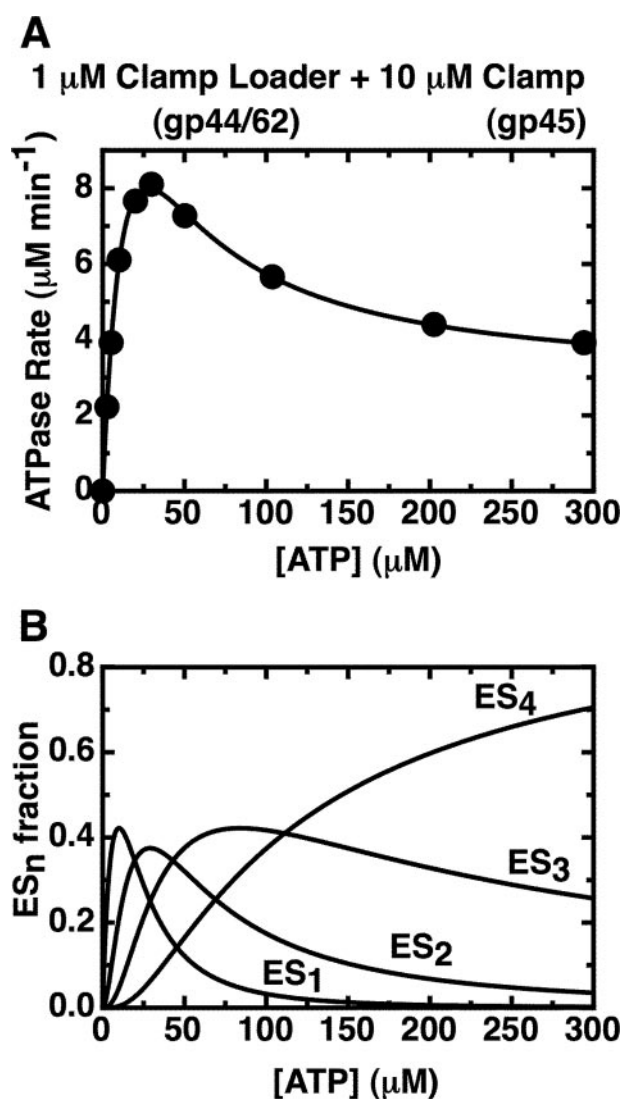 A
1 μM Clamp Loader + 10 μM Clamp
(gp44/62) (gp45)
ATPase Rate (μM min⁻¹)
8
6
4
2
0
0 50 100 150 200 250 300
[ATP] (μM)
B
ESn fraction
0.8
0.6
0.4
0.2
0.0
ES4
ES3
ES2
ES1
0 50 100 150 200 250 300
[ATP] (μM)